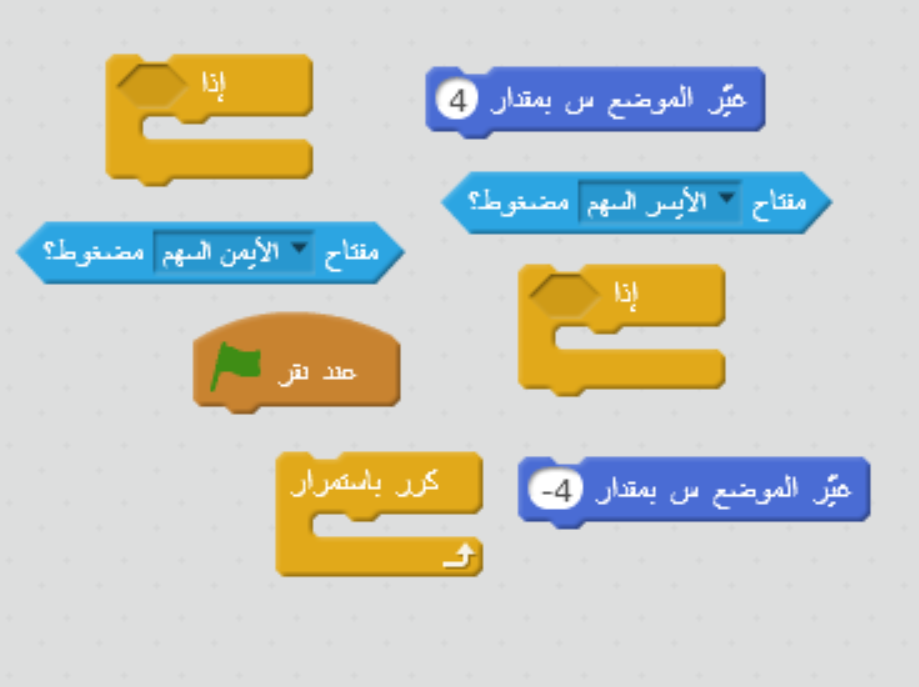 إذا
غيّر الموضع س بمقدار 4
مفتاح السهم الأيسر مضغوط؟
مفتاح السهم الأيمن مضغوط؟
إذا
عند نقر
كرر باستمرار
غيّر الموضع س بمقدار -4